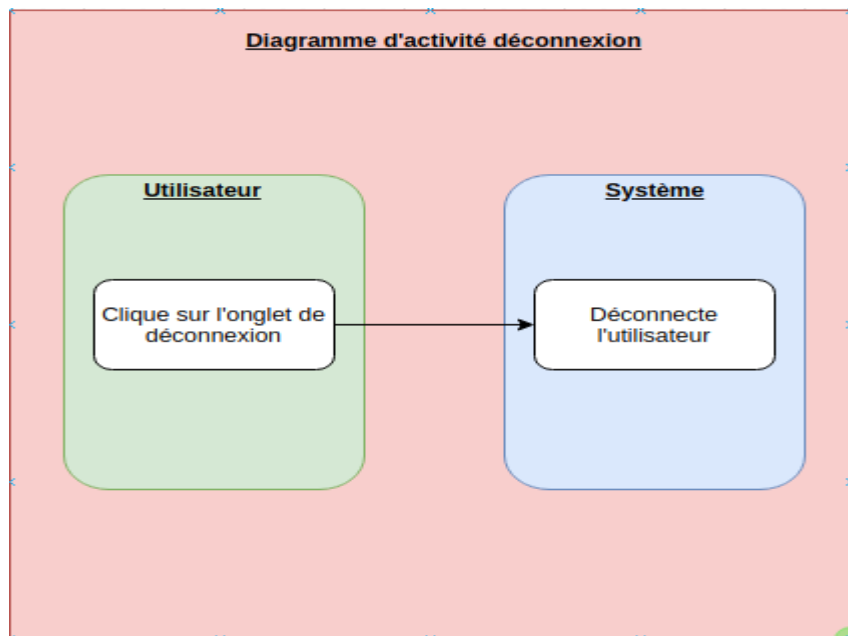 Diagramme d'activité déconnexion
Utilisateur
Système
Clique sur l'onglet de
déconnexion
Déconnecte
l'utilisateur